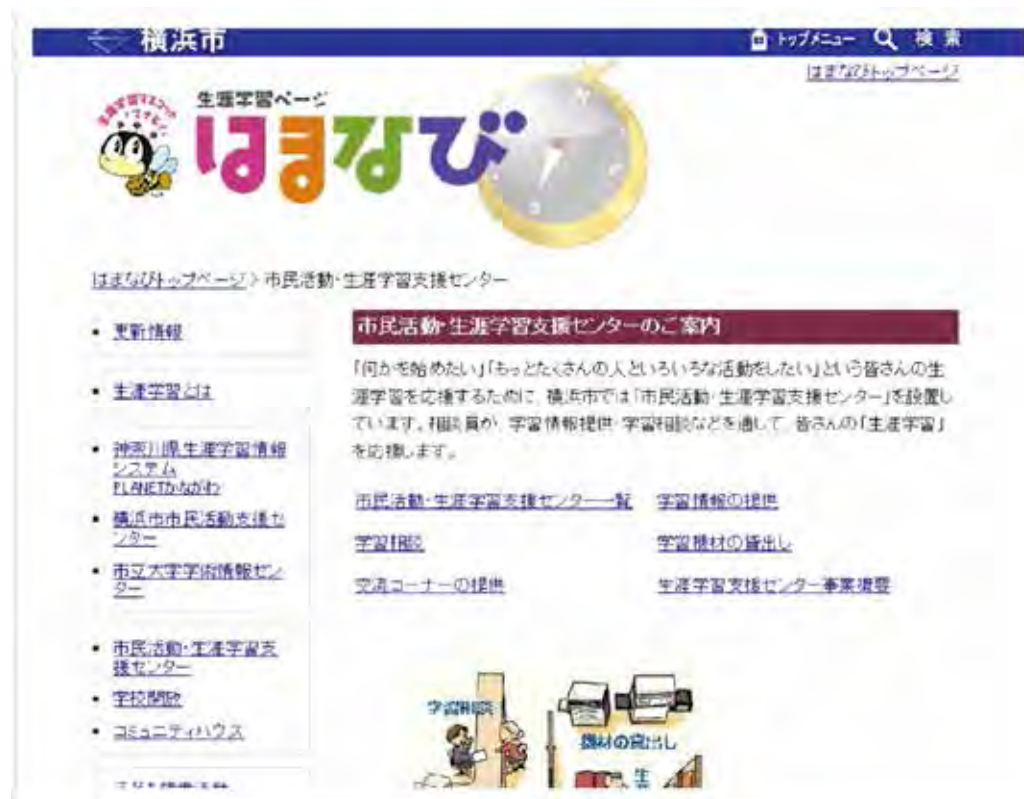 横浜市
トップメニュー 検索
はまなびトップページ
生涯学習マスコット
生涯学習ページ
はまなび
はまなびトップページ > 市民活動・生涯学習支援センター
・ 更新情報
・ 生涯学習とは
・ 神奈川県生涯学習情報
システム
PLANETかながわ
・ 横浜市市民活動支援セ
ンター
・ 市立大学学術情報セン
ター
・ 市民活動・生涯学習支
援センター
・ 学校開放
・ コミュニティハウス
市民活動・生涯学習支援センターのご案内
「何かを始めたい」「もっとたくさんの人といろいろな活動をしたい」という皆さんの生
涯学習を応援するために、横浜市では「市民活動・生涯学習支援センター」を設置し
ています。相談員が、学習情報提供・学習相談などを通して、皆さんの「生涯学習」
を応援します。
市民活動・生涯学習支援センター一覧 学習情報の提供
学習相談 学習機材の貸出し
交流コーナーの提供 生涯学習支援センター事業概要
学習相談
機材の貸出し
生